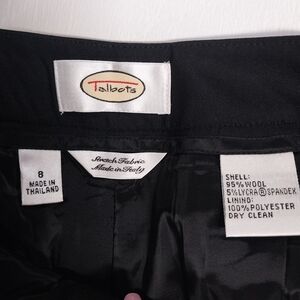 Talbots
8
MADE IN
THAILAND
Stretch Fabric
Made in Italy
SHELL:
95% WOOL
5% LYCRA® SPANDEX
LINING:
100% POLYESTER
DRY CLEAN